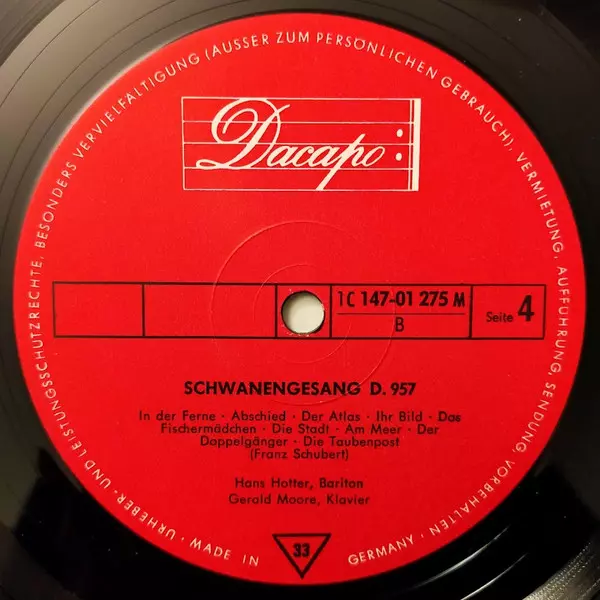 URHEBER- UND LEISTUNGSSCHUTZRECHTE, BESONDERS VERVIELFÄLTIGUNG (AUSSER ZUM PERSÖNLICHEN GEBRAUCH), VERMIETUNG, AUFFÜHRUNG, SENDUNG, VORBEHALTEN
Dacapo
1C 147-01 275 M
B
Seite 4
SCHWANENGESANG D. 957
In der Ferne · Abschied · Der Atlas · Ihr Bild · Das
Fischermädchen · Die Stadt · Am Meer · Der
Doppelgänger · Die Taubenpost
(Franz Schubert)
Hans Hotter, Bariton
Gerald Moore, Klavier
33
· MADE IN GERMANY ·